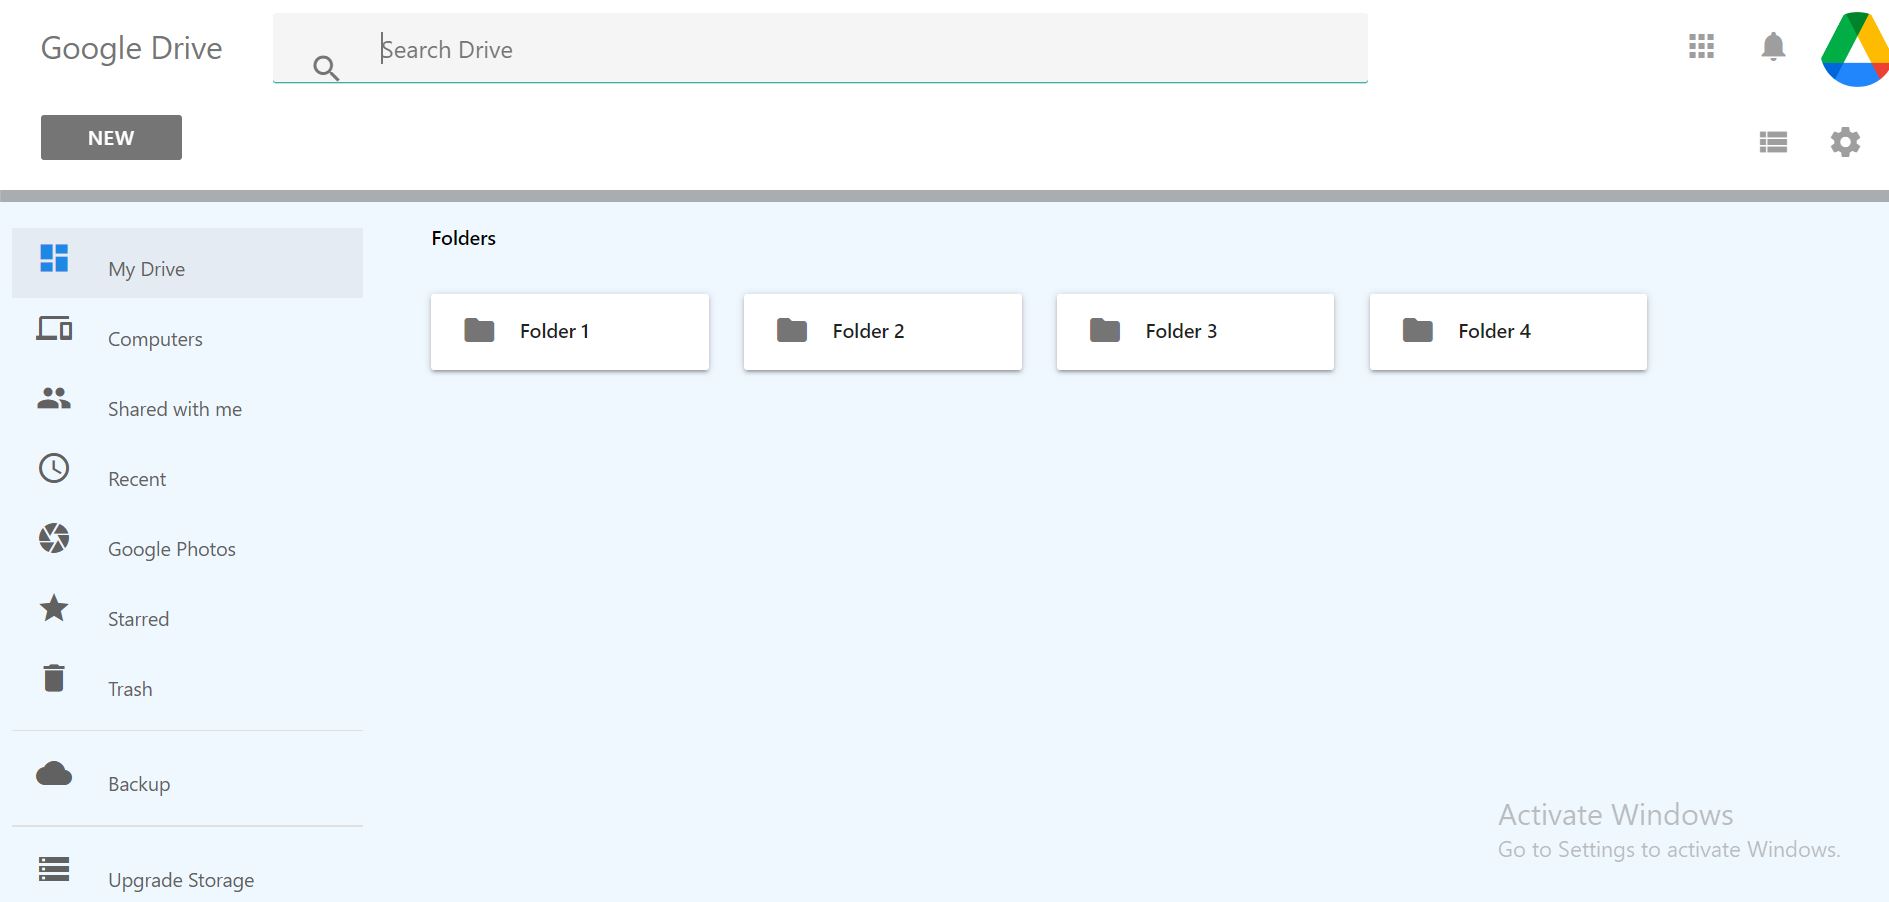 Google Drive
Search Drive
NEW
My Drive
Computers
Shared with me
Recent
Google Photos
Starred
Trash
Backup
Upgrade Storage
Folders
Folder 1
Folder 2
Folder 3
Folder 4
Activate Windows
Go to Settings to activate Windows.